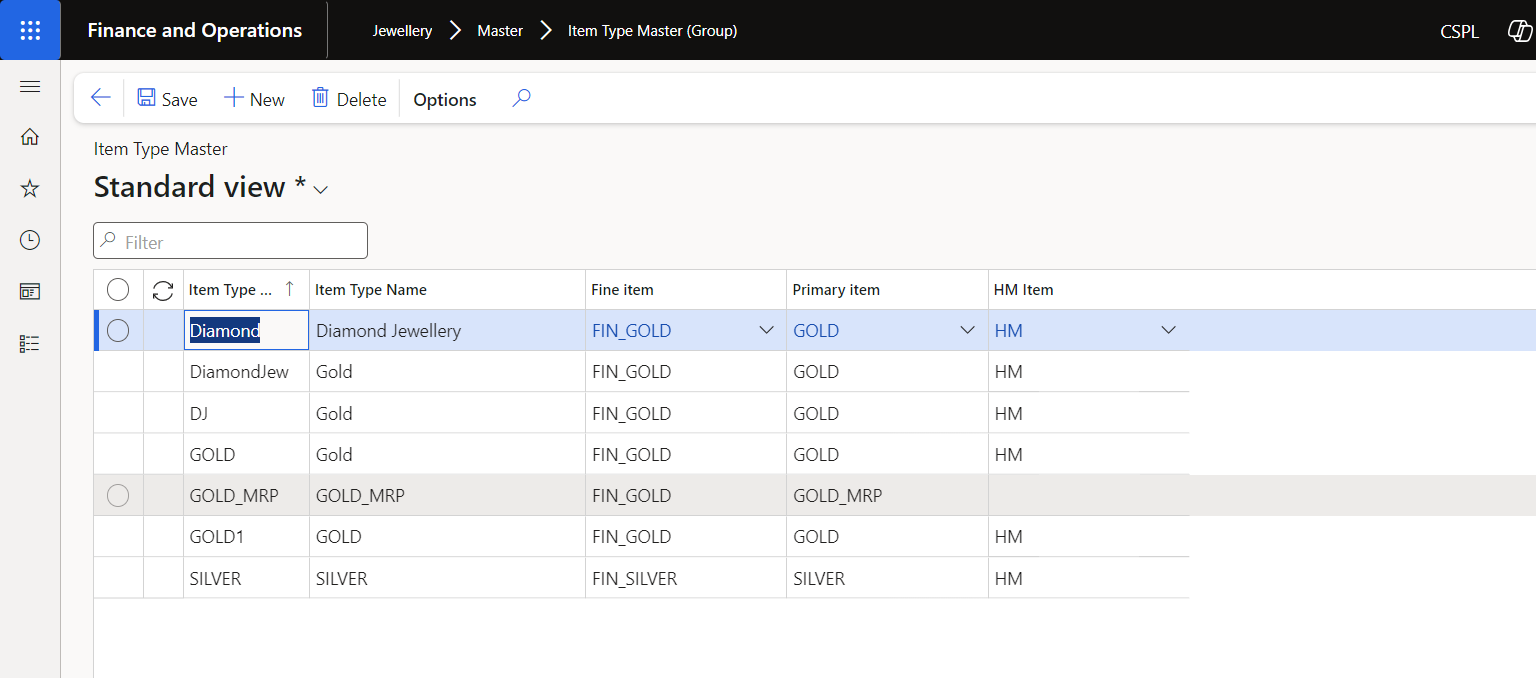 Finance and Operations Jewellery Master Item Type Master (Group) CSPL
Save New Delete Options
Item Type Master
Standard view *
Filter
Item Type ... Item Type Name Fine item Primary item HM Item
Diamond Diamond Jewellery FIN_GOLD GOLD HM
DiamondJew Gold FIN_GOLD GOLD HM
DJ Gold FIN_GOLD GOLD HM
GOLD Gold FIN_GOLD GOLD HM
GOLD_MRP GOLD_MRP FIN_GOLD GOLD_MRP
GOLD1 GOLD FIN_GOLD GOLD HM
SILVER SILVER FIN_SILVER SILVER HM